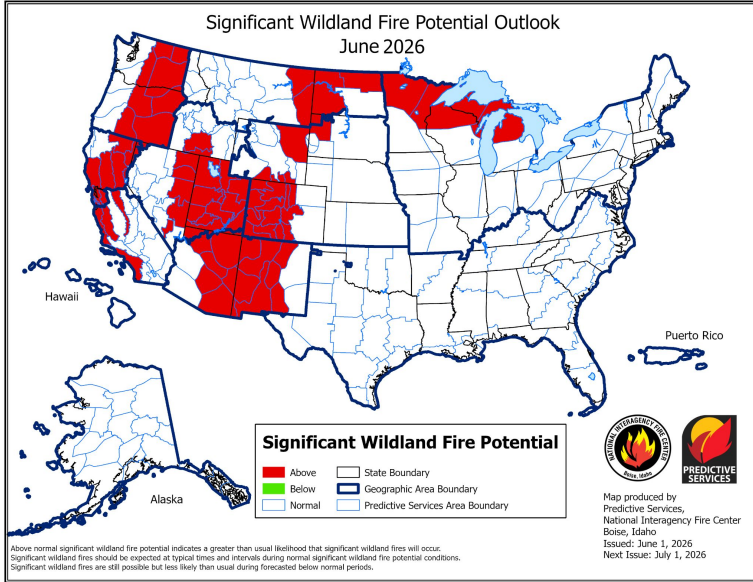 Significant Wildland Fire Potential Outlook
June 2026
Hawaii
Puerto Rico
Alaska
Significant Wildland Fire Potential
Above
State Boundary
Below
Geographic Area Boundary
Normal
Predictive Services Area Boundary
NATIONAL INTERAGENCY FIRE CENTER
Boise, Idaho
PREDICTIVE
SERVICES
Map produced by
Predictive Services,
National Interagency Fire Center
Boise, Idaho
Issued: June 1, 2026
Next Issue: July 1, 2026
Above normal significant wildland fire potential indicates a greater than usual likelihood that significant wildland fires will occur.
Significant wildland fires should be expected at typical times and intervals during normal significant wildland fire potential conditions.
Significant wildland fires are still possible but less likely than usual during forecasted below normal periods.